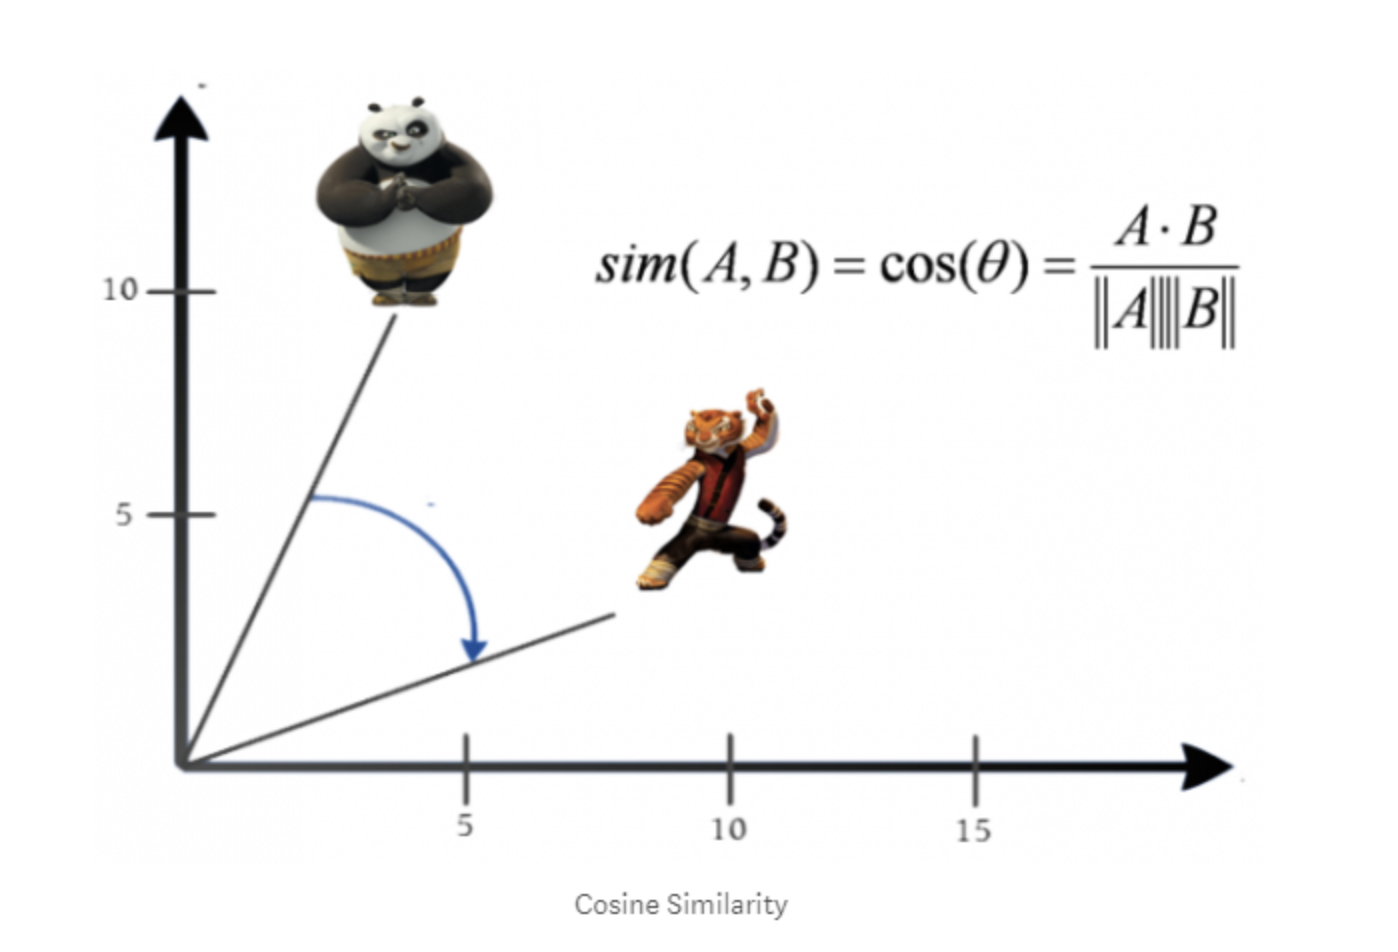 10
sim(A, B) = cos(θ) = A · B / ‖A‖‖B‖
5
5 10 15
Cosine Similarity